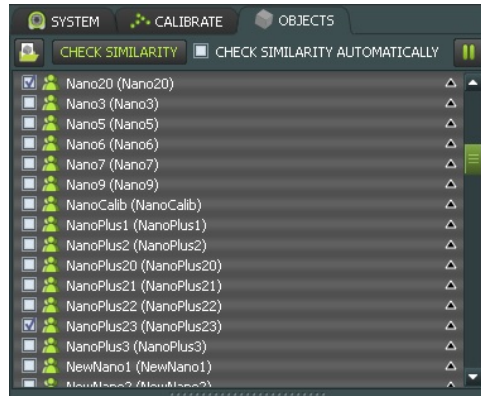 SYSTEM CALIBRATE OBJECTS
CHECK SIMILARITY CHECK SIMILARITY AUTOMATICALLY
Nano20 (Nano20)
Nano3 (Nano3)
Nano5 (Nano5)
Nano6 (Nano6)
Nano7 (Nano7)
Nano9 (Nano9)
NanoCalib (NanoCalib)
NanoPlus1 (NanoPlus1)
NanoPlus2 (NanoPlus2)
NanoPlus20 (NanoPlus20)
NanoPlus21 (NanoPlus21)
NanoPlus22 (NanoPlus22)
NanoPlus23 (NanoPlus23)
NanoPlus3 (NanoPlus3)
NewNano1 (NewNano1)
NewNano2 (NewNano2)